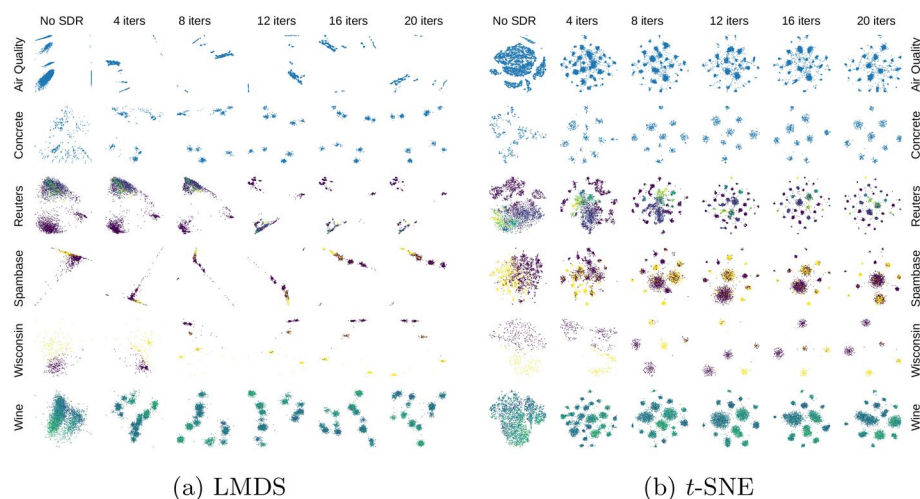 No SDR 4 iters 8 iters 12 iters 16 iters 20 iters
Air Quality
Concrete
Reuters
Spambase
Wisconsin
Wine
(a) LMDS
No SDR 4 iters 8 iters 12 iters 16 iters 20 iters
Air Quality
Concrete
Reuters
Spambase
Wisconsin
Wine
(b) t-SNE